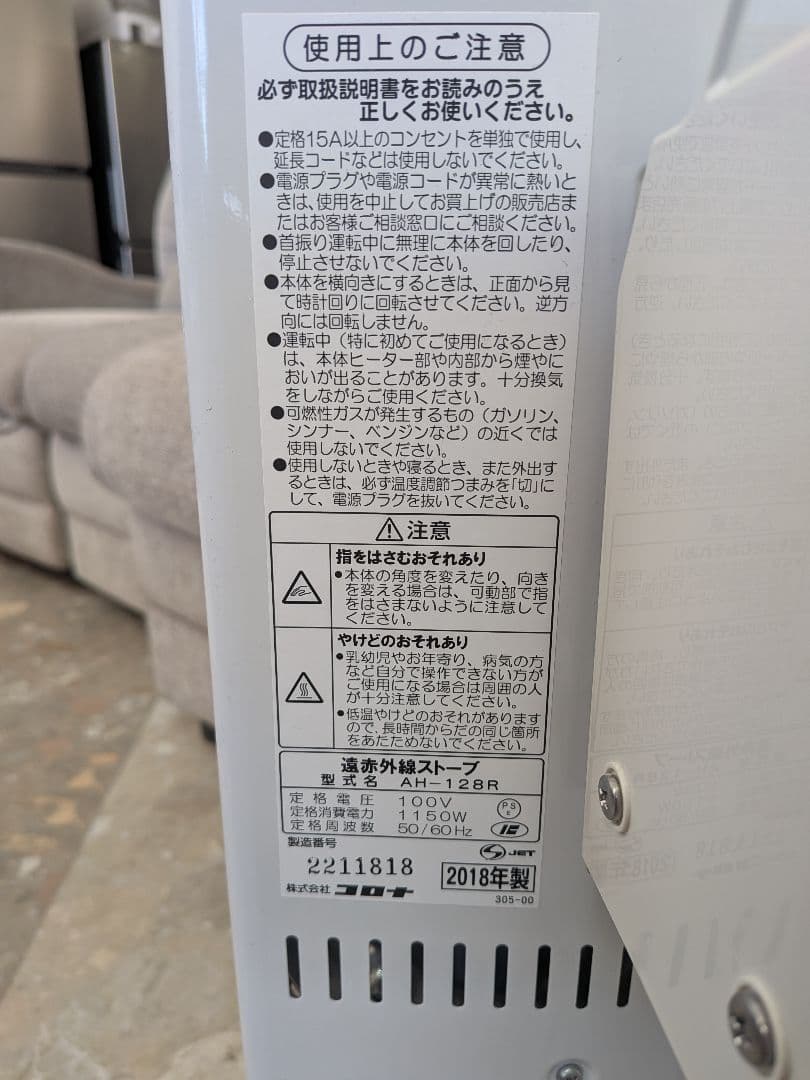 使用上のご注意
必ず取扱説明書をお読みのうえ
正しくお使いください。
●定格15A以上のコンセントを単独で使用し、
延長コードなどは使用しないでください。
●電源プラグや電源コードが異常に熱いと
きは、使用を中止してお買上げの販売店ま
たはお客様ご相談窓口にご相談ください。
●首振り運転中に無理に本体を回したり、
停止させないでください。
●本体を横向きにするときは、正面から見
て時計回りに回転させてください。逆方
向には回転しません。
●運転中（特に初めてご使用になるとき）
は、本体ヒーター部や内部から煙やに
おいが出ることがあります。十分換気
をしながらご使用ください。
●可燃性ガスが発生するもの（ガソリン、
シンナー、ベンジンなど）の近くでは
使用しないでください。
●使用しないときや寝るとき、また外出す
るときは、必ず温度調節つまみを「切」に
して、電源プラグを抜いてください。
⚠注意
指をはさむおそれあり
●本体の角度を変えたり、向き
を変える場合は、可動部で指
をはさまないように注意して
ください。
やけどのおそれあり
●乳幼児やお年寄り、病気の方
など自分で操作できない方が
ご使用になる場合は周囲の人
が十分注意してください。
●低温やけどのおそれがあります
ので、長時間からだの同じ箇所
をあたためないでください。
遠赤外線ストーブ
型式名 AH-128R
定格電圧 100V
定格消費電力 1150W
定格周波数 50/60Hz
PSE
製造番号
JET
2211818
2018年製
株式会社 コロナ
305-00